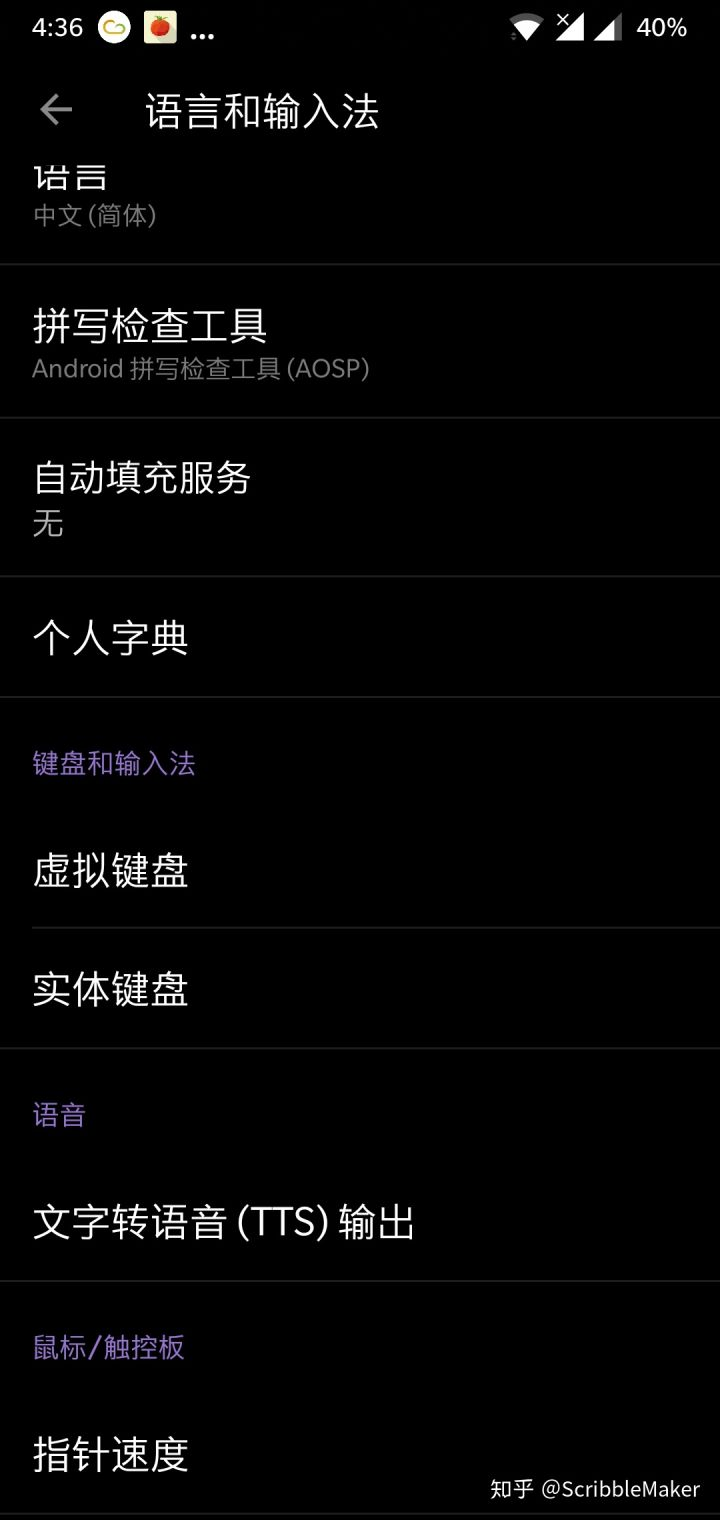 4:36
...
40%
语言和输入法
语言
中文 (简体)
拼写检查工具
Android 拼写检查工具 (AOSP)
自动填充服务
无
个人字典
键盘和输入法
虚拟键盘
实体键盘
语音
文字转语音 (TTS) 输出
鼠标/触控板
指针速度
知乎 @ScribbleMaker